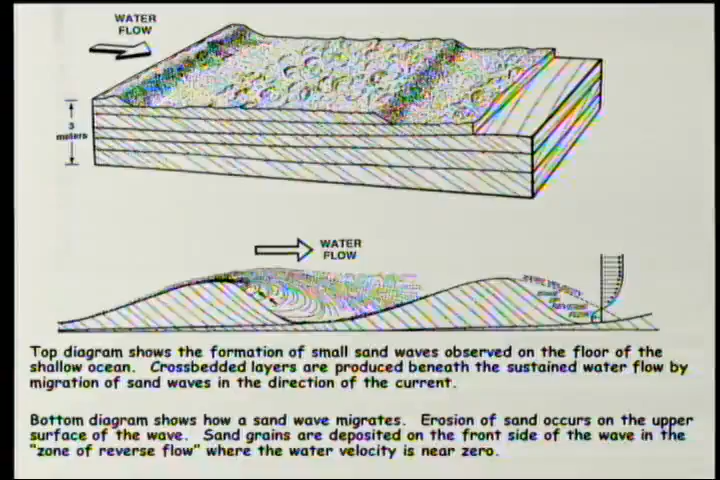 WATER
FLOW
3
meters
WATER
FLOW
Top diagram shows the formation of small sand waves observed on the floor of the
shallow ocean. Crossbedded layers are produced beneath the sustained water flow by
migration of sand waves in the direction of the current.
Bottom diagram shows how a sand wave migrates. Erosion of sand occurs on the upper
surface of the wave. Sand grains are deposited on the front side of the wave in the
"zone of reverse flow" where the water velocity is near zero.